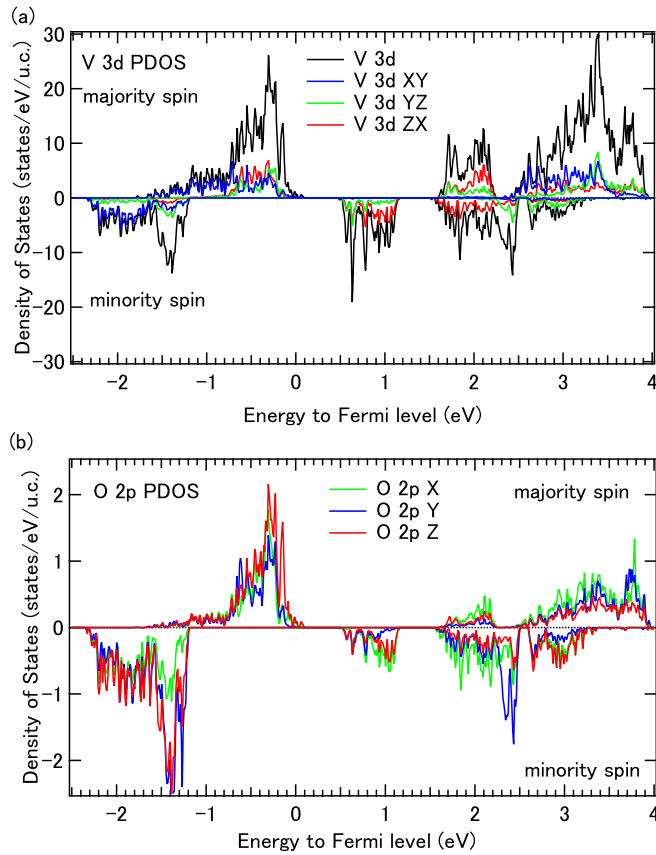 (a)
30
20
10
0
-10
-20
-30
Density of States (states/eV/u.c.)
V 3d PDOS
majority spin
minority spin
V 3d
V 3d XY
V 3d YZ
V 3d ZX
-2
-1
0
1
2
3
4
Energy to Fermi level (eV)
(b)
2
1
0
-1
-2
Density of States (states/eV/u.c.)
O 2p PDOS
O 2p X
O 2p Y
O 2p Z
majority spin
minority spin
-2
-1
0
1
2
3
4
Energy to Fermi level (eV)